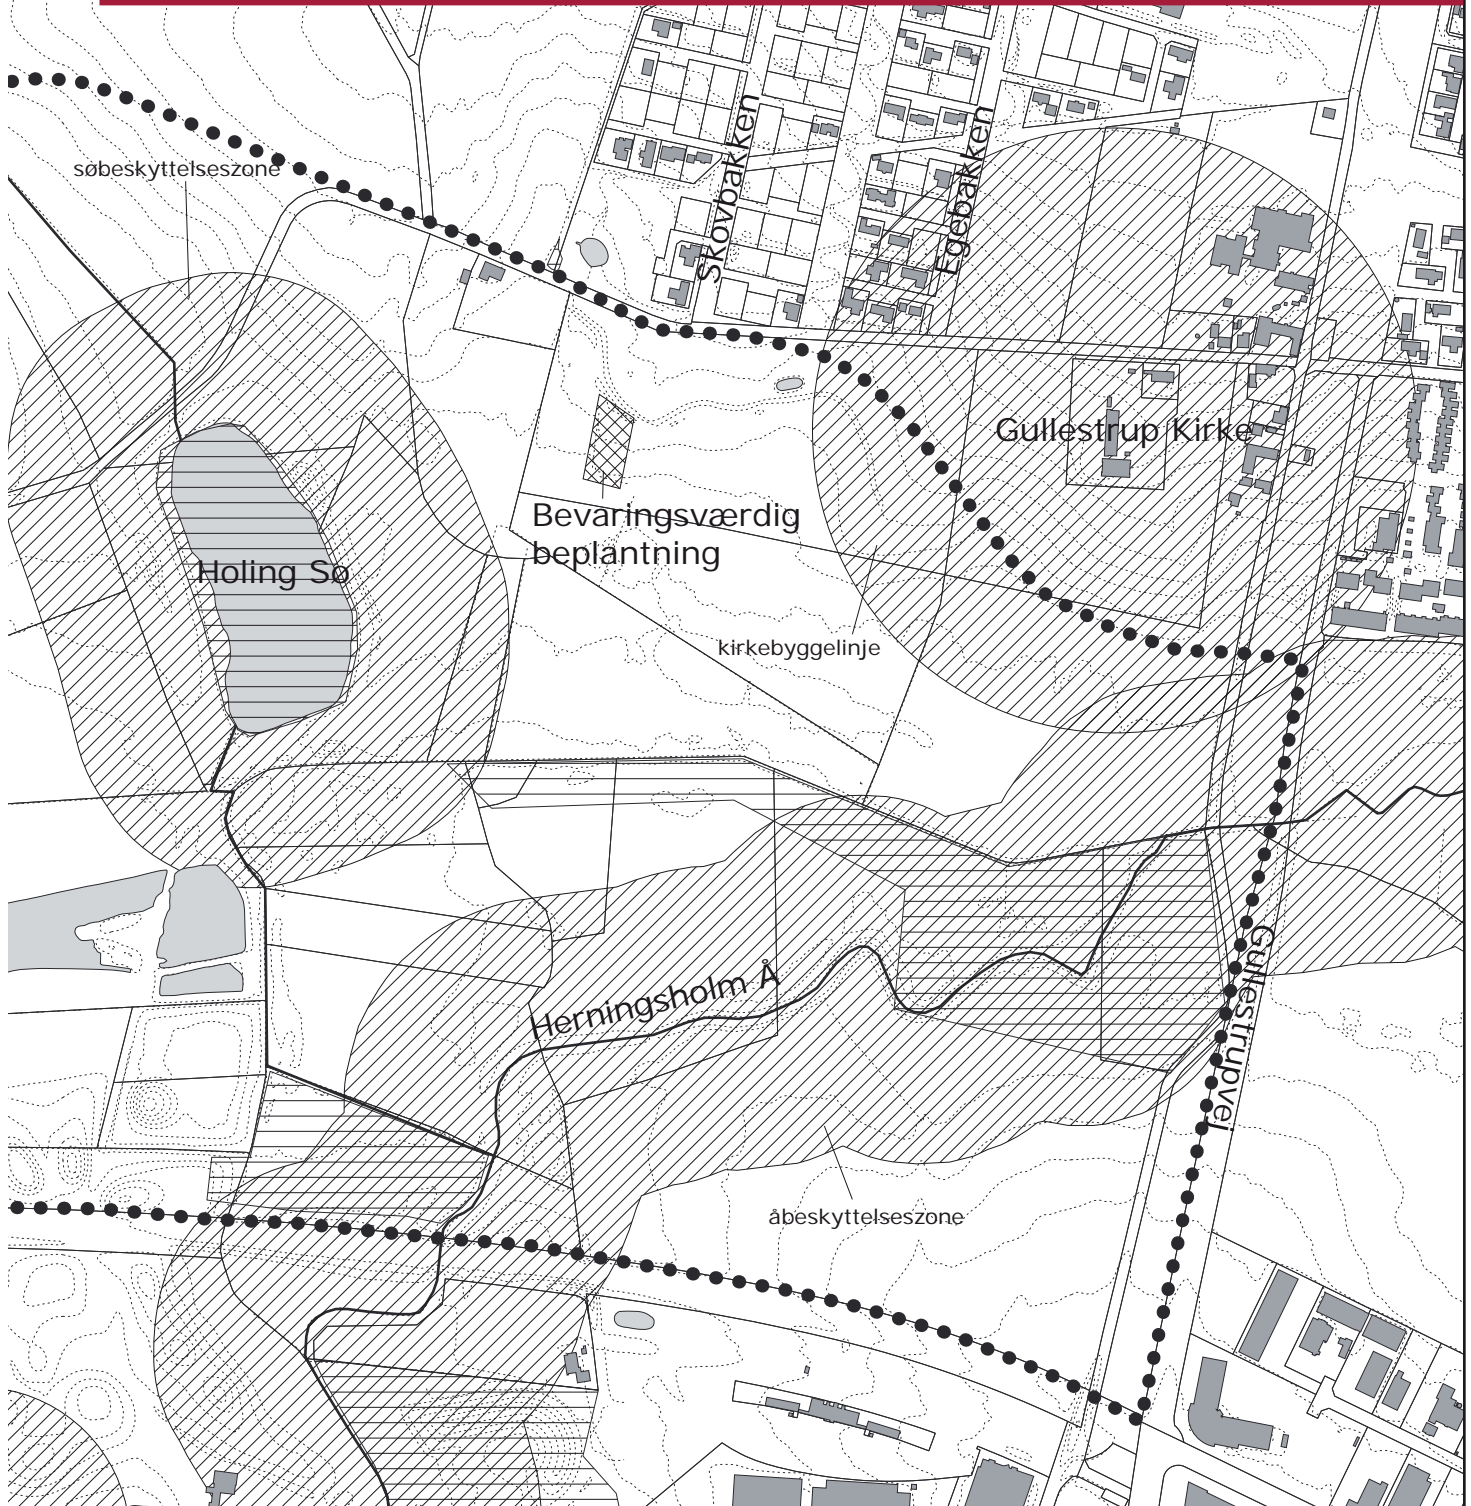 søbeskyttelseszone
Skovbakken
Egebakken
Gullestrup Kirke
Bevaringsværdig
beplantning
Holing Sø
kirkebyggelinje
Herningsholm Å
Gullestrupvej
åbeskyttelseszone